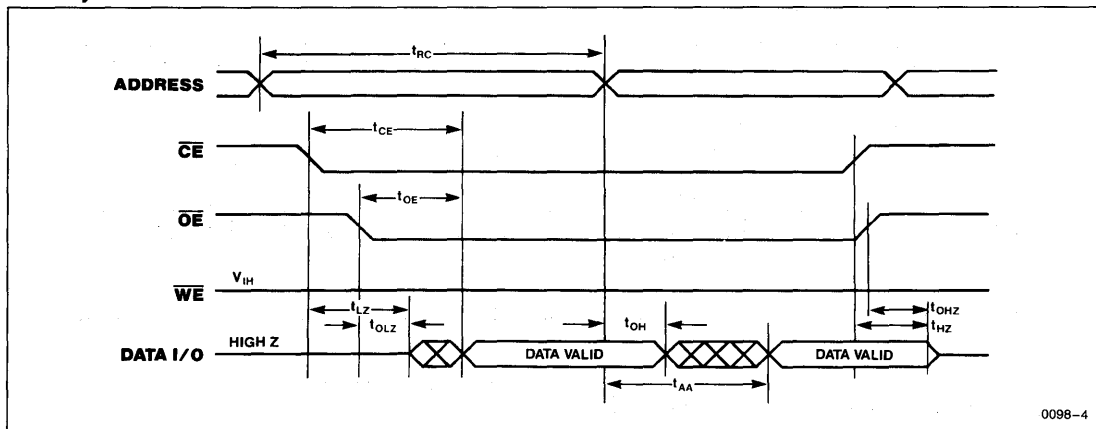 tRC
ADDRESS
tCE
CE
tOE
OE
VIH
WE
tLZ
tOLZ
tOH
tOHZ
tHZ
DATA I/O
HIGH Z
DATA VALID
DATA VALID
tAA
0098-4